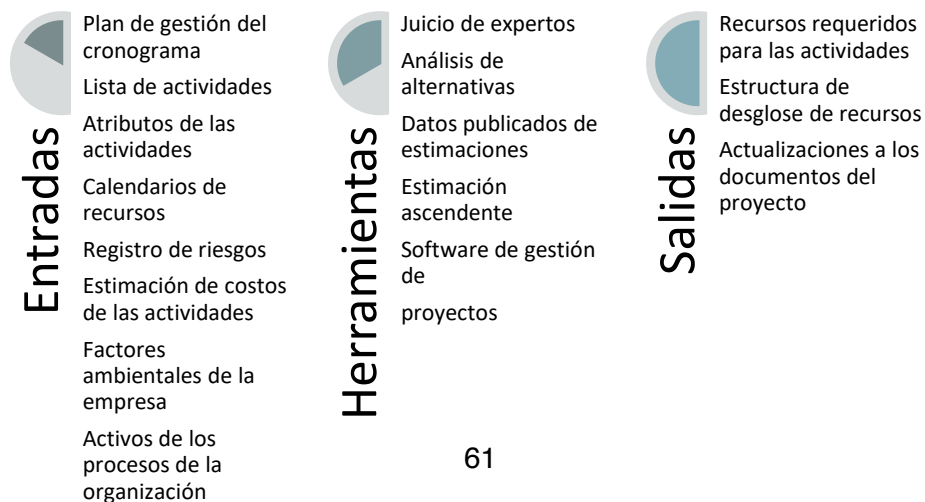 Entradas
Plan de gestión del
cronograma
Lista de actividades
Atributos de las
actividades
Calendarios de
recursos
Registro de riesgos
Estimación de costos
de las actividades
Factores
ambientales de la
empresa
Activos de los
procesos de la
organización
Herramientas
Juicio de expertos
Análisis de
alternativas
Datos publicados de
estimaciones
Estimación
ascendente
Software de gestión
de
proyectos
Salidas
Recursos requeridos
para las actividades
Estructura de
desglose de recursos
Actualizaciones a los
documentos del
proyecto
61